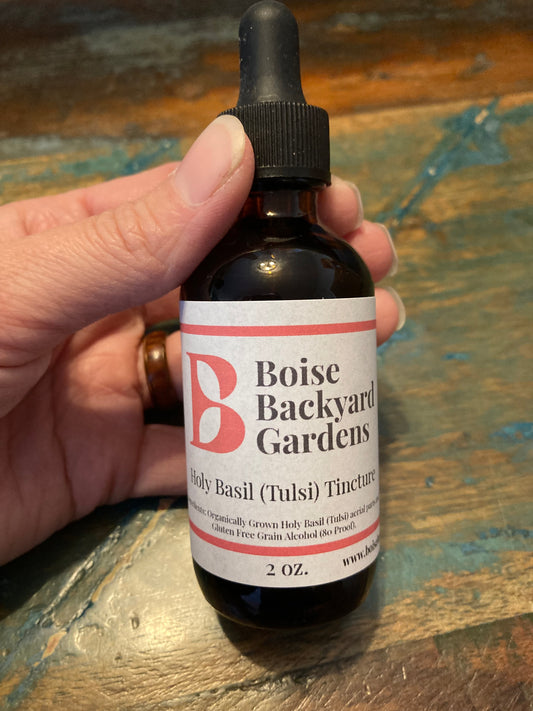 B
Boise
Backyard
Gardens
Holy Basil (Tulsi) Tincture
Organically Grown Holy Basil (Tulsi) aerial parts
Gluten Free Grain Alcohol (80 Proof).
2 oz.